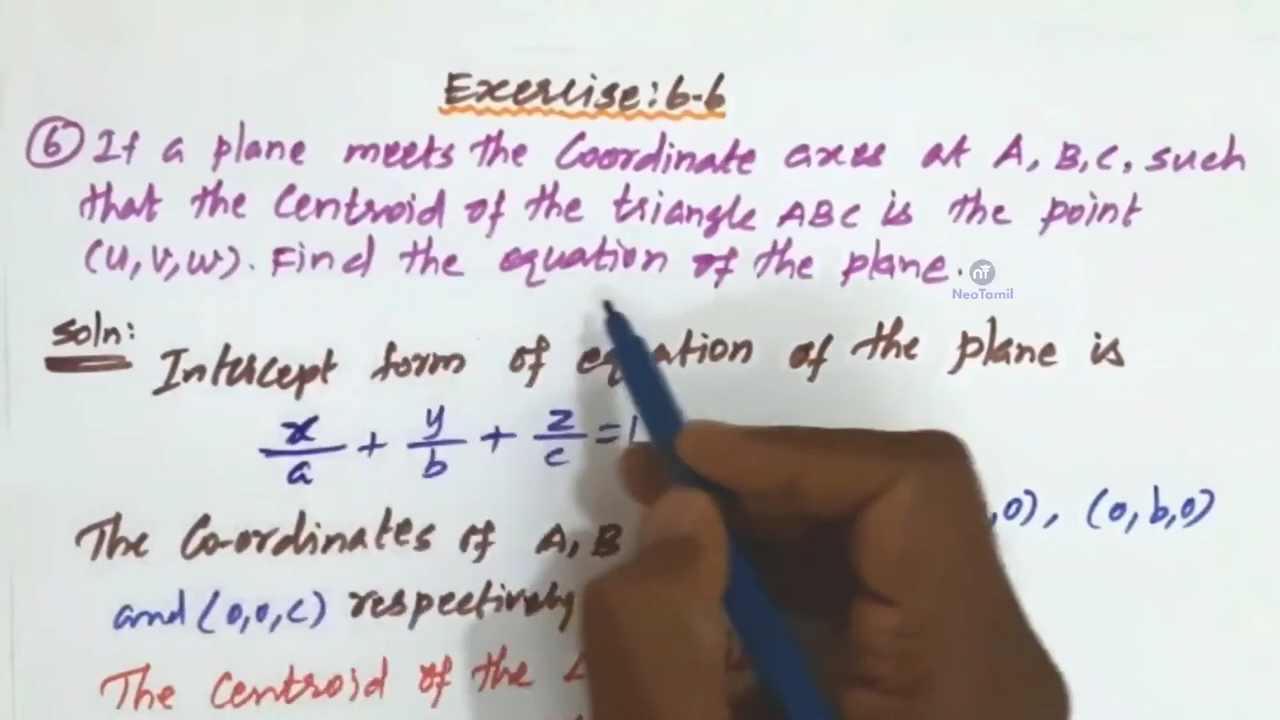 Exercise: 6.6
⑥ If a plane meets the Coordinate axes at A, B, C, such
that the centroid of the triangle ABC is the point
(u, v, w). Find the equation of the plane.
NeoTamil
Soln:
Intercept form of equation of the plane is
x/a + y/b + z/c = 1
The Co-ordinates of A, B ,0), (0,b,0)
and (0,0,c) respectively
The centroid of the